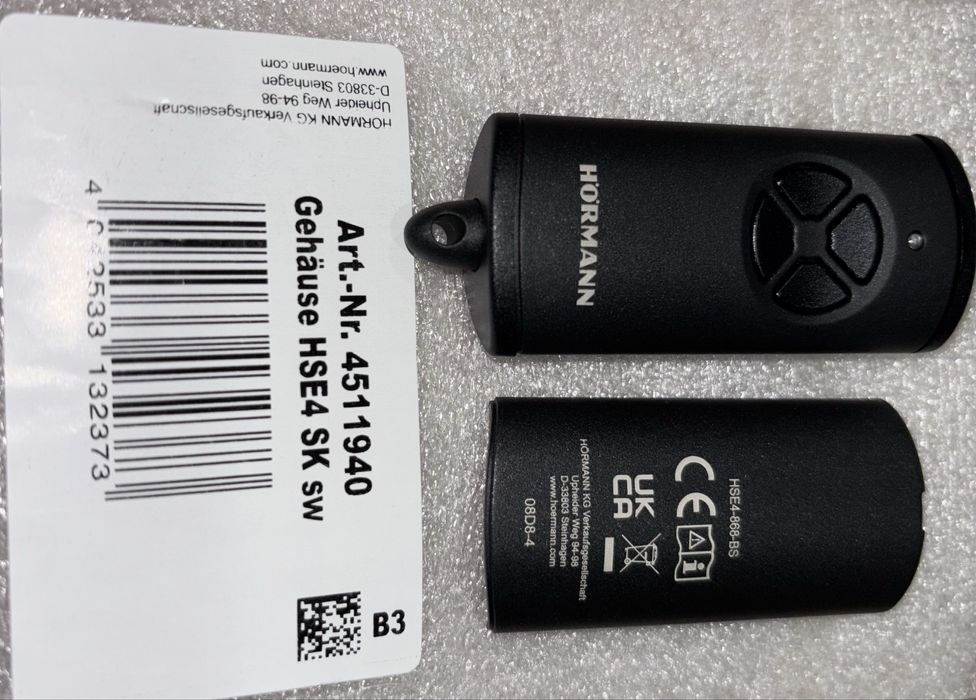 HÖRMANN KG Verkaufsgesellschaft
Upheider Weg 94-98
D-33803 Steinhagen
www.hoermann.com
Art.-Nr. 4511940
Gehäuse HSE4 SK sw
4 042533 132373
B3
HÖRMANN
HSE4-868-BS
CE
UK
CA
HÖRMANN KG Verkaufsgesellschaft
Upheider Weg 94-98
D-33803 Steinhagen
www.hoermann.com
08D8-4